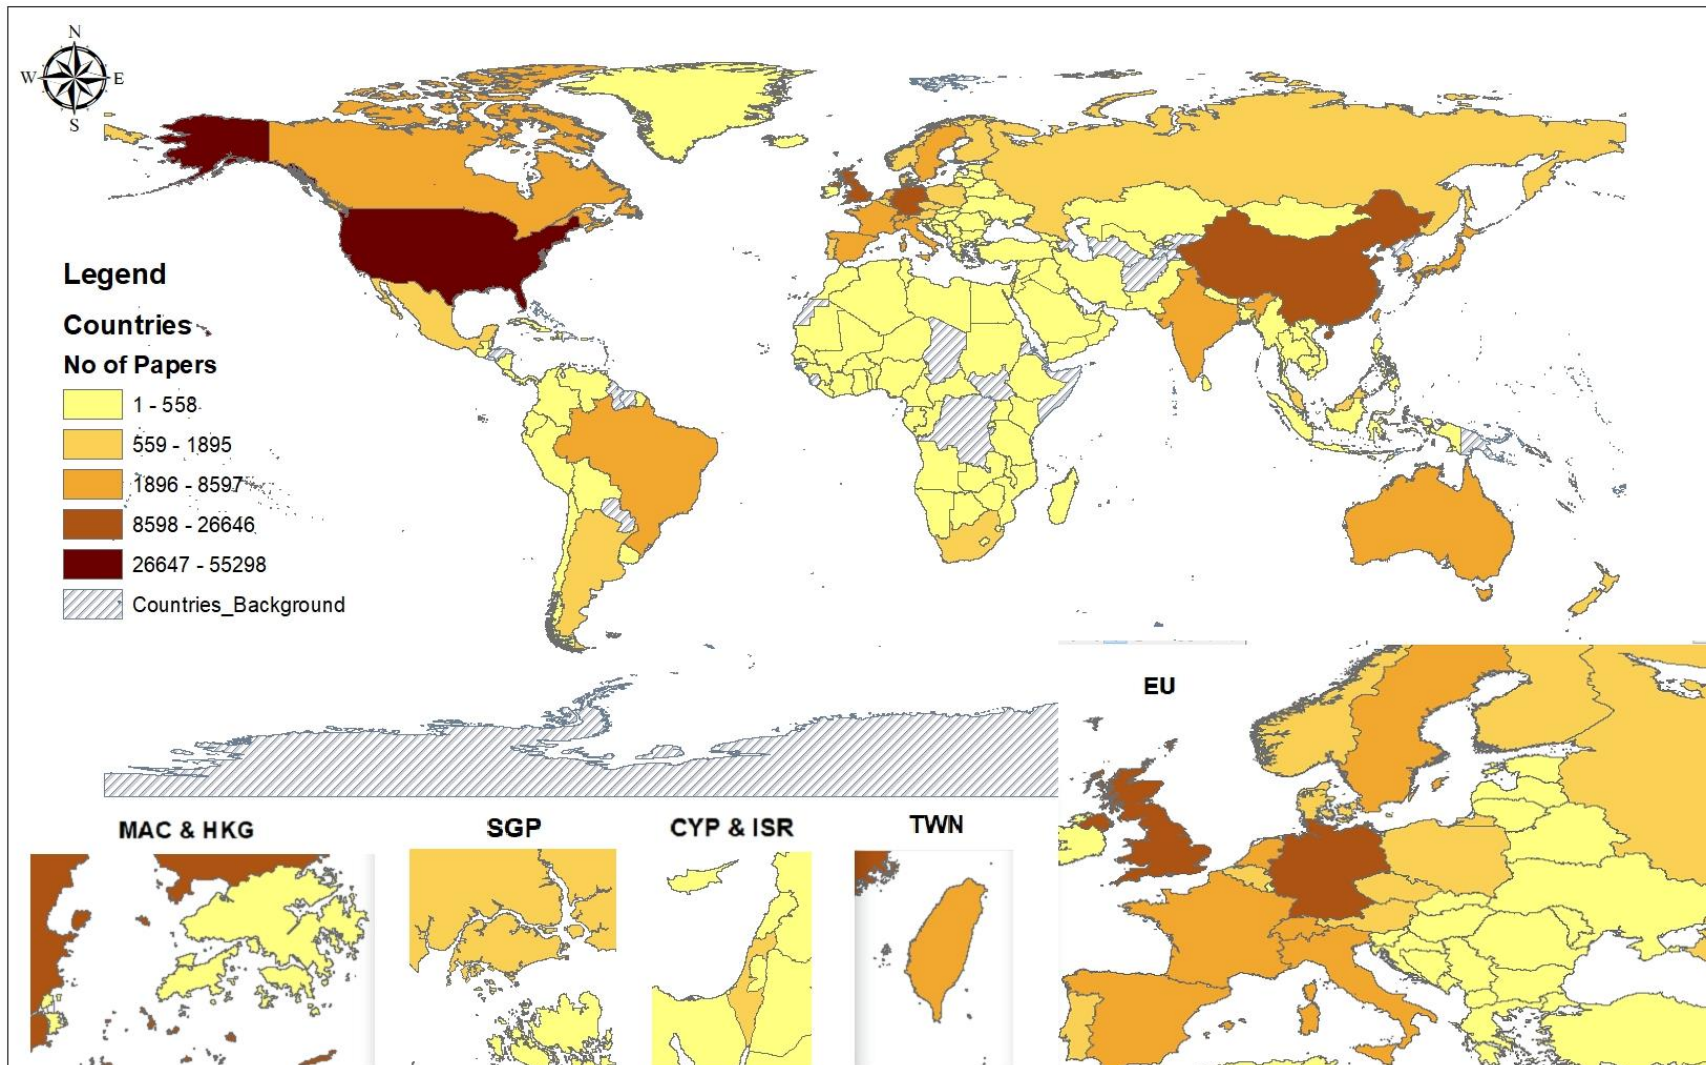 N
W E
S
Legend
Countries
No of Papers
1 - 558
559 - 1895
1896 - 8597
8598 - 26646
26647 - 55298
Countries_Background
EU
MAC & HKG
SGP
CYP & ISR
TWN